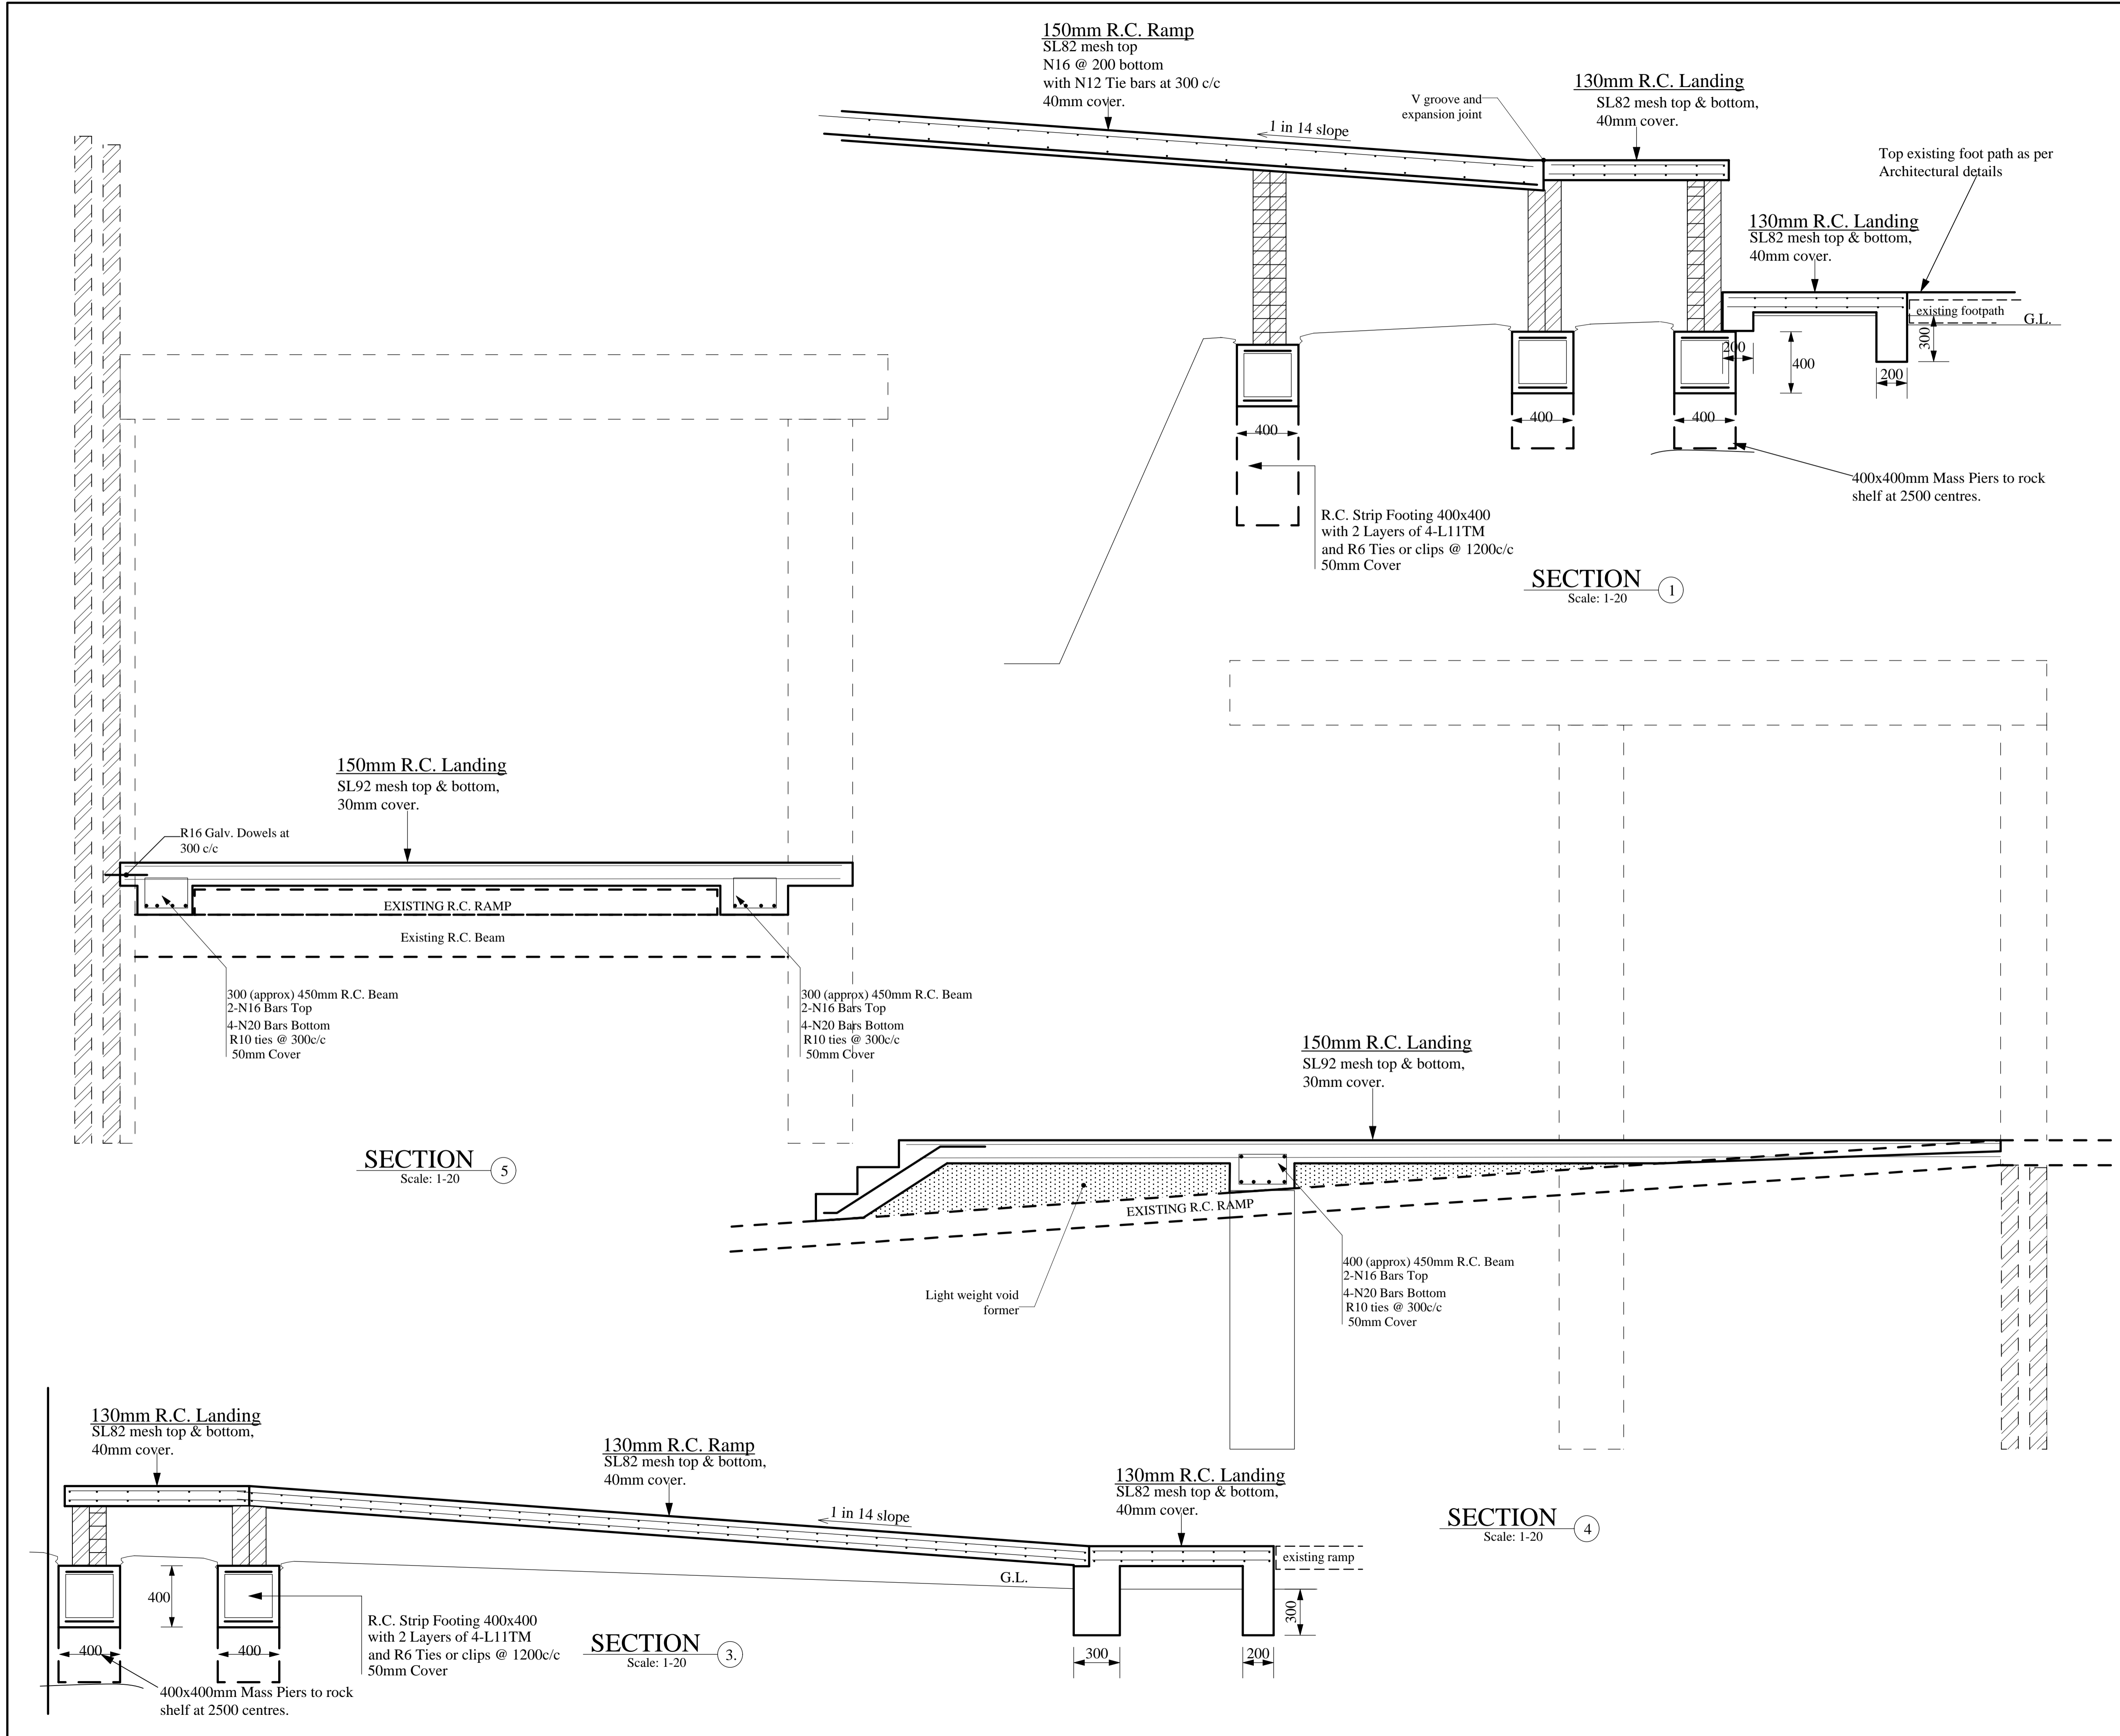 150mm R.C. Ramp
SL82 mesh top
N16 @ 200 bottom
with N12 Tie bars at 300 c/c
40mm cover.
V groove and
expansion joint
130mm R.C. Landing
SL82 mesh top & bottom,
40mm cover.
1 in 14 slope
Top existing foot path as per
Architectural details
130mm R.C. Landing
SL82 mesh top & bottom,
40mm cover.
existing footpath
G.L.
300
200
400
200
400
400
400
400x400mm Mass Piers to rock
shelf at 2500 centres.
R.C. Strip Footing 400x400
with 2 Layers of 4-L11TM
and R6 Ties or clips @ 1200c/c
50mm Cover
SECTION 1
Scale: 1-20
150mm R.C. Landing
SL92 mesh top & bottom,
30mm cover.
R16 Galv. Dowels at
300 c/c
EXISTING R.C. RAMP
Existing R.C. Beam
300 (approx) 450mm R.C. Beam
2-N16 Bars Top
4-N20 Bars Bottom
R10 ties @ 300c/c
50mm Cover
300 (approx) 450mm R.C. Beam
2-N16 Bars Top
4-N20 Bars Bottom
R10 ties @ 300c/c
50mm Cover
SECTION 5
Scale: 1-20
150mm R.C. Landing
SL92 mesh top & bottom,
30mm cover.
EXISTING R.C. RAMP
Light weight void
former
400 (approx) 450mm R.C. Beam
2-N16 Bars Top
4-N20 Bars Bottom
R10 ties @ 300c/c
50mm Cover
SECTION 4
Scale: 1-20
130mm R.C. Landing
SL82 mesh top & bottom,
40mm cover.
130mm R.C. Ramp
SL82 mesh top & bottom,
40mm cover.
1 in 14 slope
130mm R.C. Landing
SL82 mesh top & bottom,
40mm cover.
existing ramp
G.L.
300
300
200
400
400
400
R.C. Strip Footing 400x400
with 2 Layers of 4-L11TM
and R6 Ties or clips @ 1200c/c
50mm Cover
400x400mm Mass Piers to rock
shelf at 2500 centres.
SECTION 3.
Scale: 1-20